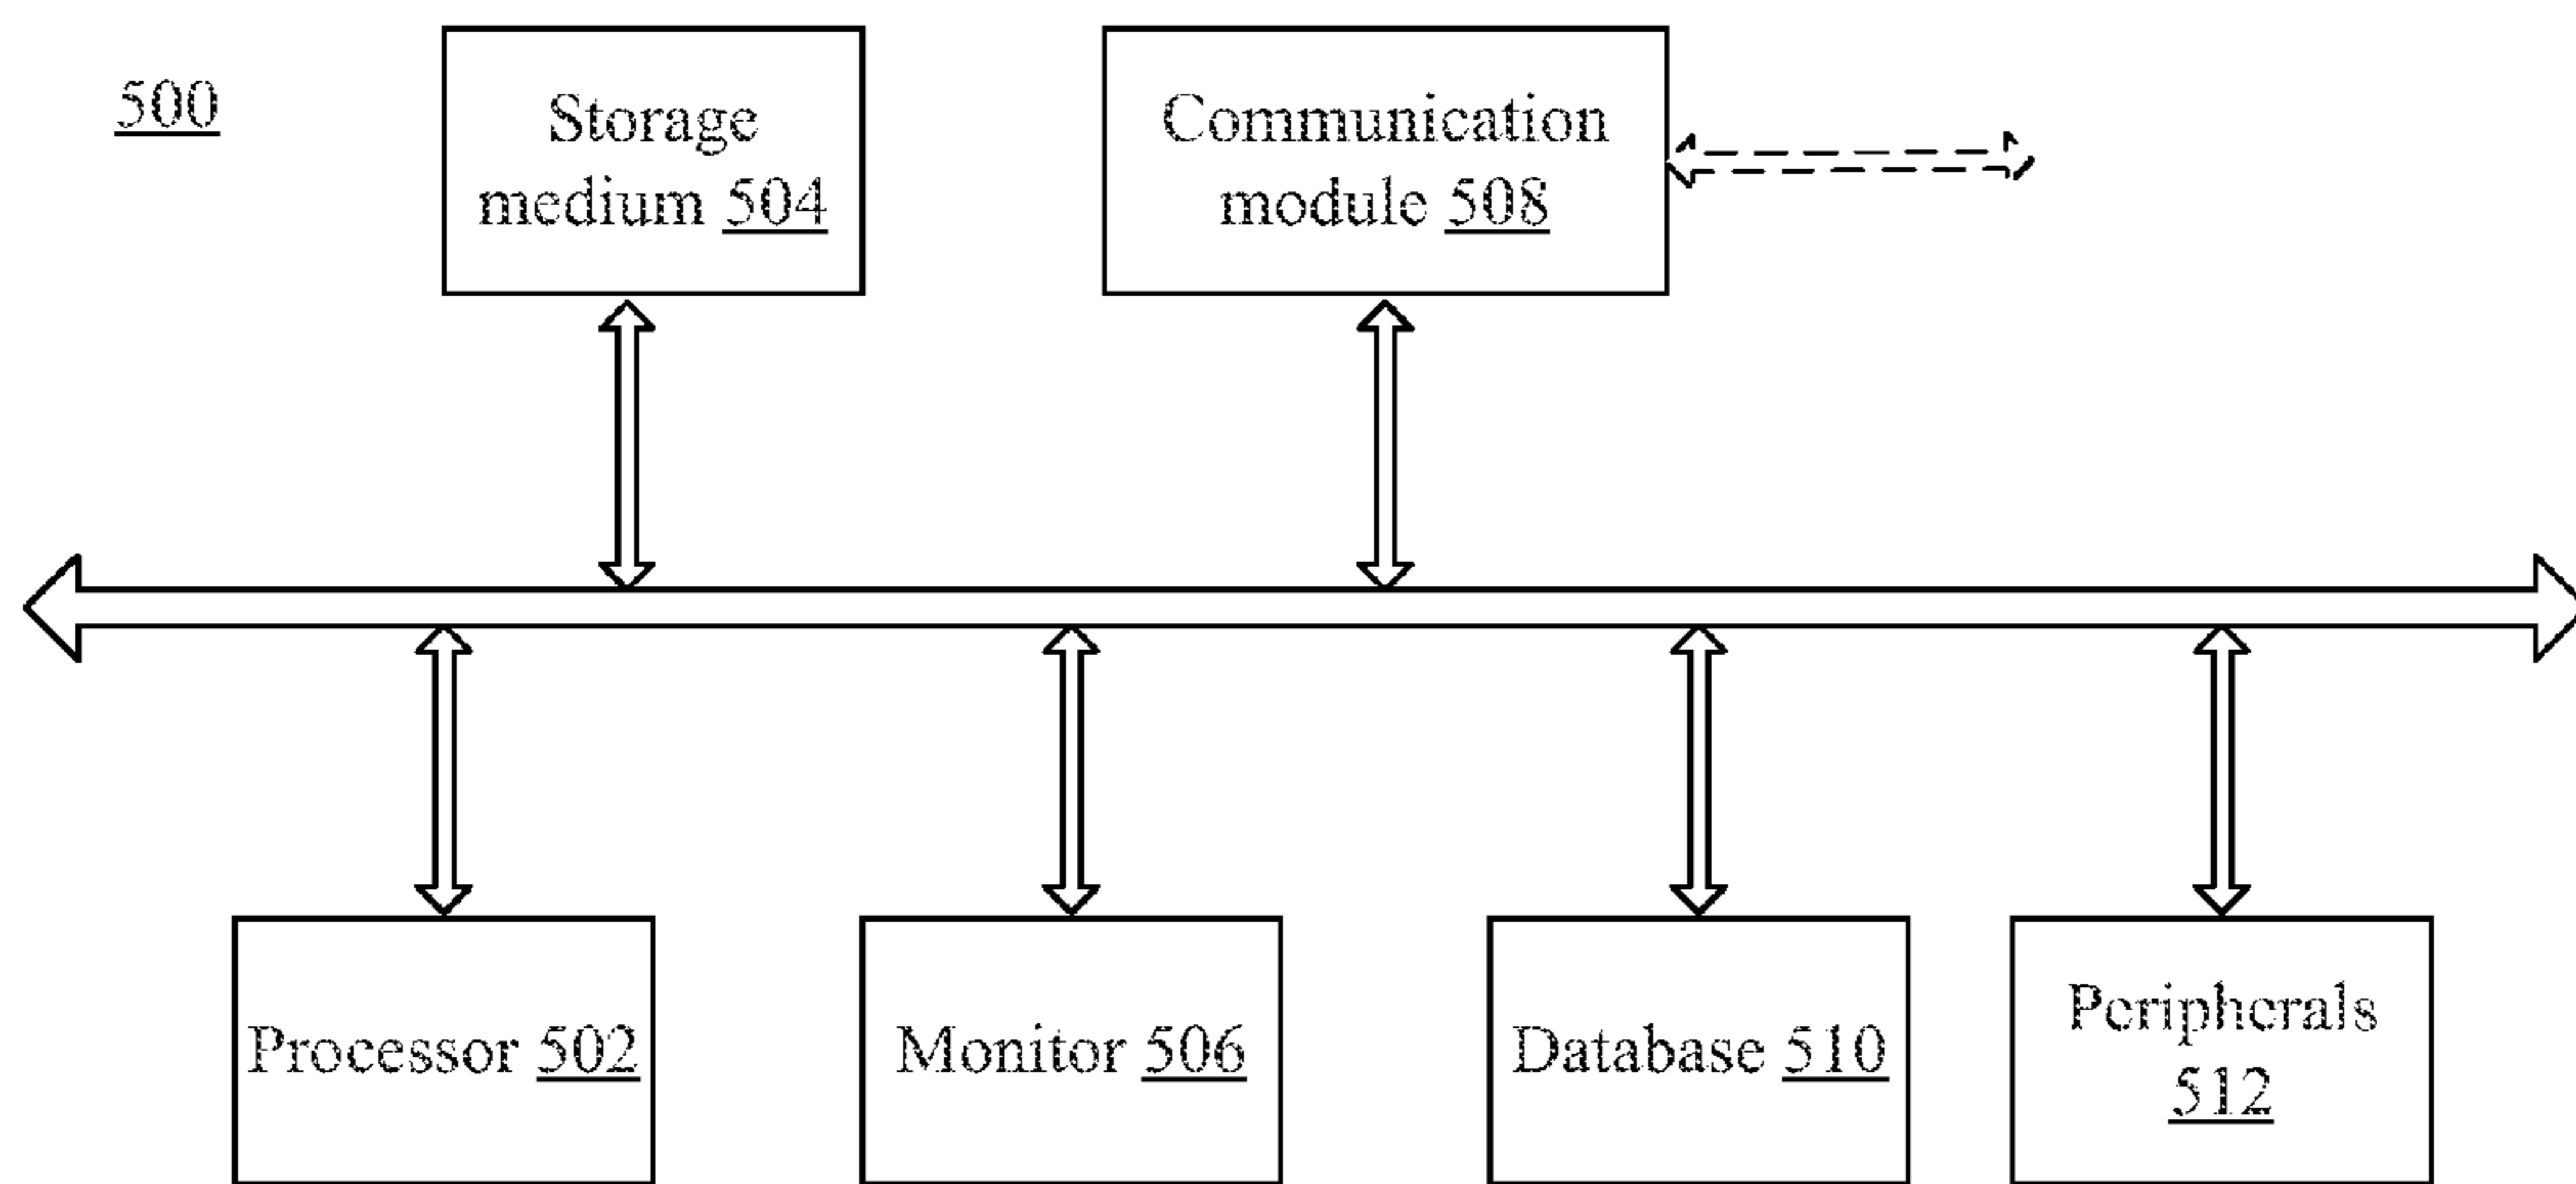 500
Storage
medium 504
Communication
module 508
Processor 502
Monitor 506
Database 510
Peripherals
512